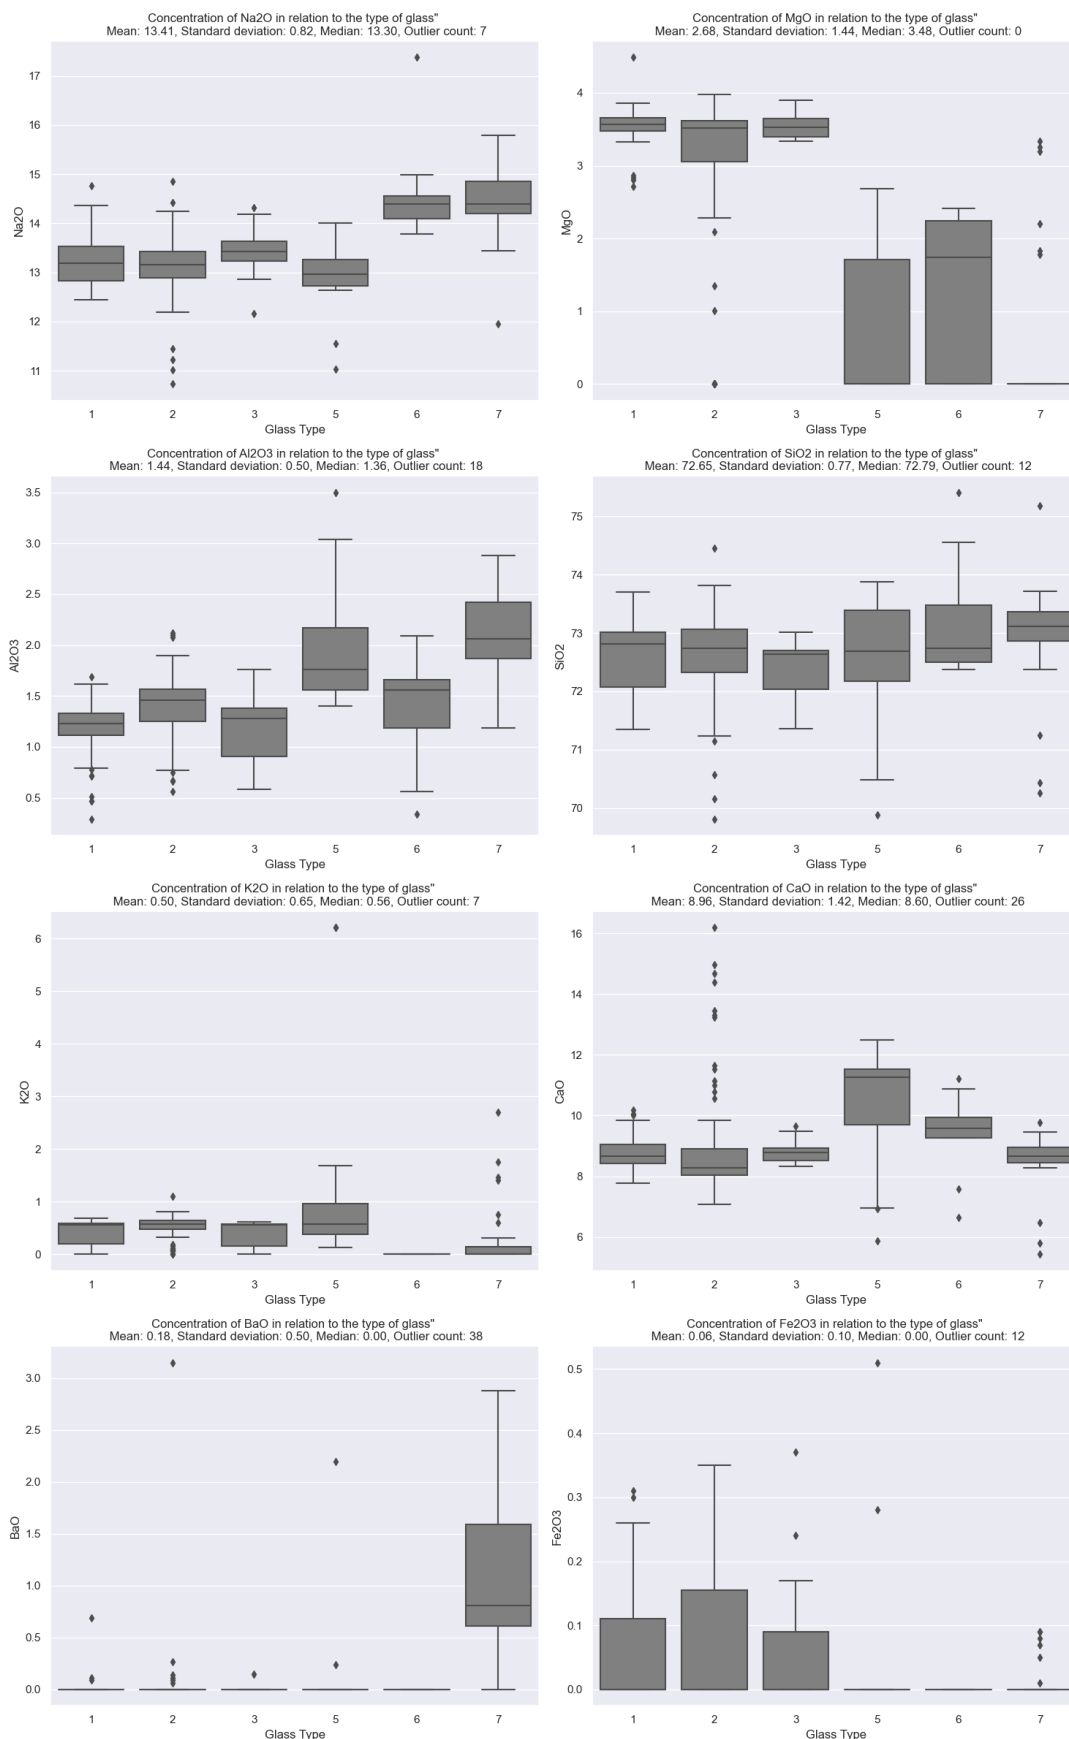 Concentration of Na2O in relation to the type of glass"
Mean: 13.41, Standard deviation: 0.82, Median: 13.30, Outlier count: 7
17
16
15
14
13
12
11
Na2O
1 2 3 5 6 7
Glass Type
Concentration of MgO in relation to the type of glass"
Mean: 2.68, Standard deviation: 1.44, Median: 3.48, Outlier count: 0
4
3
2
1
0
MgO
1 2 3 5 6 7
Glass Type
Concentration of Al2O3 in relation to the type of glass"
Mean: 1.44, Standard deviation: 0.50, Median: 1.36, Outlier count: 18
3.5
3.0
2.5
2.0
1.5
1.0
0.5
Al2O3
1 2 3 5 6 7
Glass Type
Concentration of SiO2 in relation to the type of glass"
Mean: 72.65, Standard deviation: 0.77, Median: 72.79, Outlier count: 12
75
74
73
72
71
70
SiO2
1 2 3 5 6 7
Glass Type
Concentration of K2O in relation to the type of glass"
Mean: 0.50, Standard deviation: 0.65, Median: 0.56, Outlier count: 7
6
5
4
3
2
1
0
K2O
1 2 3 5 6 7
Glass Type
Concentration of CaO in relation to the type of glass"
Mean: 8.96, Standard deviation: 1.42, Median: 8.60, Outlier count: 26
16
14
12
10
8
6
CaO
1 2 3 5 6 7
Glass Type
Concentration of BaO in relation to the type of glass"
Mean: 0.18, Standard deviation: 0.50, Median: 0.00, Outlier count: 38
3.0
2.5
2.0
1.5
1.0
0.5
0.0
BaO
1 2 3 5 6 7
Glass Type
Concentration of Fe2O3 in relation to the type of glass"
Mean: 0.06, Standard deviation: 0.10, Median: 0.00, Outlier count: 12
0.5
0.4
0.3
0.2
0.1
0.0
Fe2O3
1 2 3 5 6 7
Glass Type